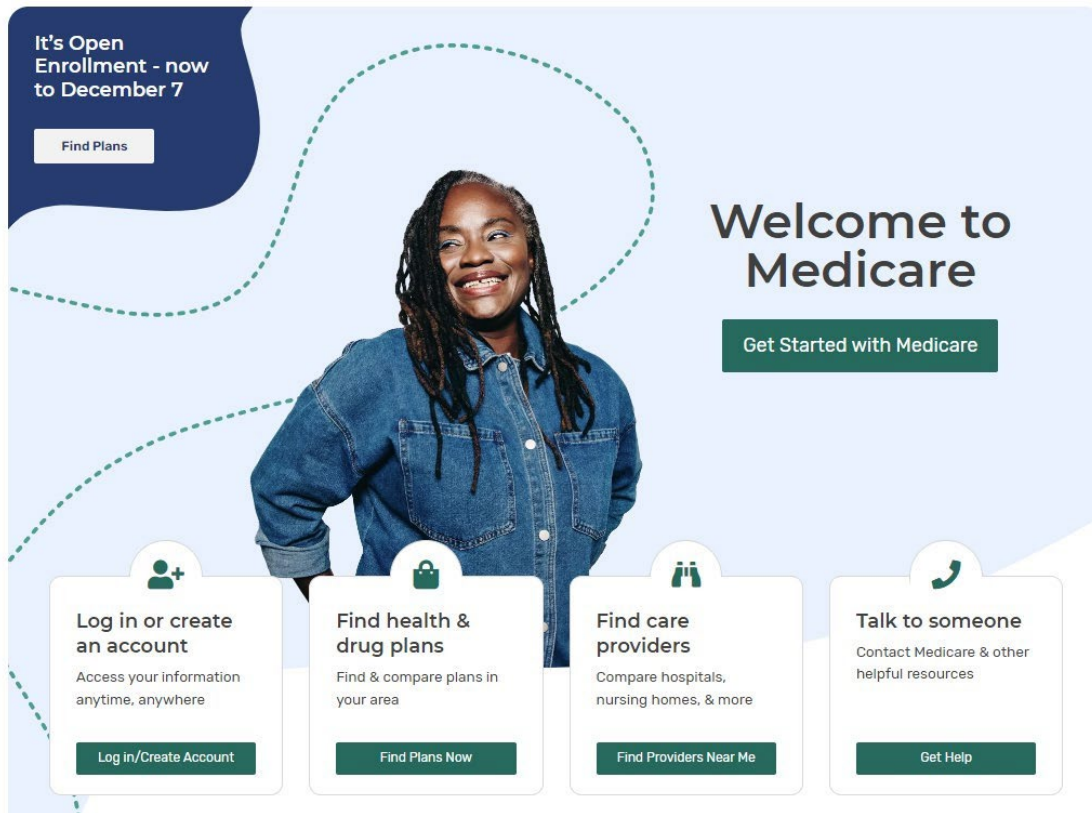 It's Open
Enrollment - now
to December 7
Find Plans
Welcome to
Medicare
Get Started with Medicare
Log in or create
an account
Access your information
anytime, anywhere
Log in/Create Account
Find health &
drug plans
Find & compare plans in
your area
Find Plans Now
Find care
providers
Compare hospitals,
nursing homes, & more
Find Providers Near Me
Talk to someone
Contact Medicare & other
helpful resources
Get Help